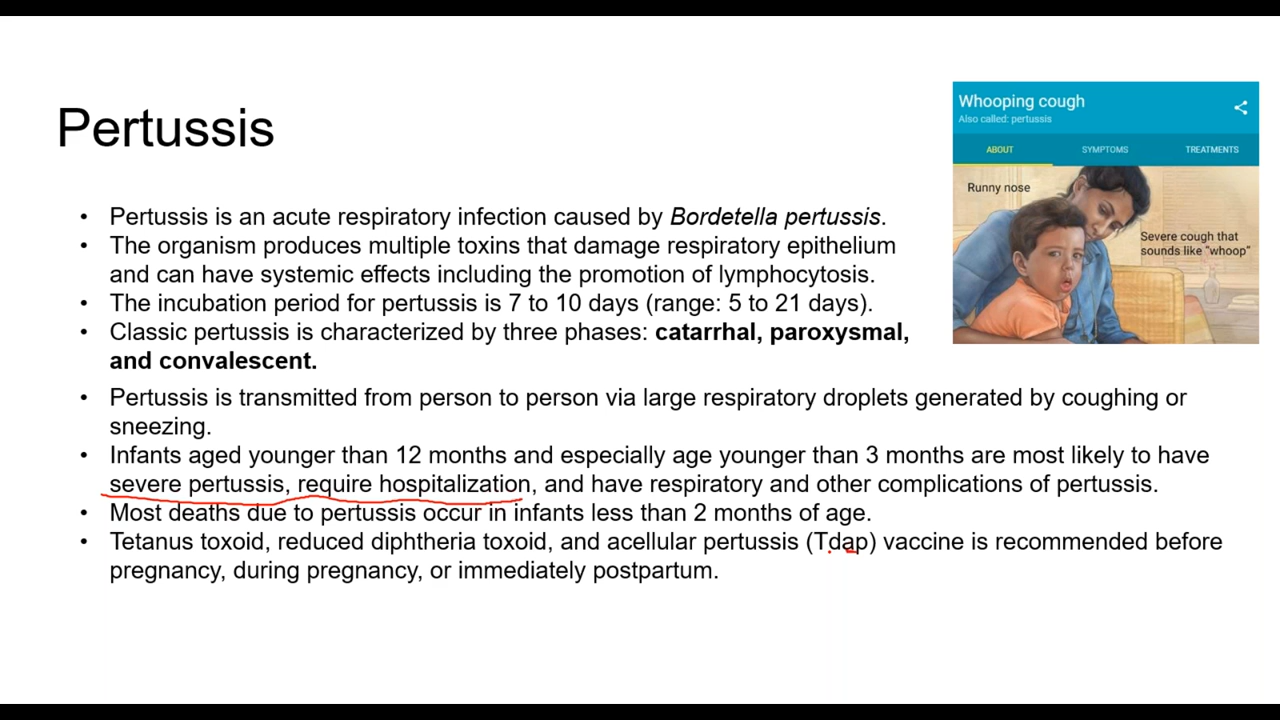 Pertussis
Whooping cough
Also called: pertussis
ABOUT SYMPTOMS TREATMENTS
Runny nose
Severe cough that
sounds like "whoop"
• Pertussis is an acute respiratory infection caused by Bordetella pertussis.
• The organism produces multiple toxins that damage respiratory epithelium
and can have systemic effects including the promotion of lymphocytosis.
• The incubation period for pertussis is 7 to 10 days (range: 5 to 21 days).
• Classic pertussis is characterized by three phases: catarrhal, paroxysmal,
and convalescent.
• Pertussis is transmitted from person to person via large respiratory droplets generated by coughing or
sneezing.
• Infants aged younger than 12 months and especially age younger than 3 months are most likely to have
severe pertussis, require hospitalization, and have respiratory and other complications of pertussis.
• Most deaths due to pertussis occur in infants less than 2 months of age.
• Tetanus toxoid, reduced diphtheria toxoid, and acellular pertussis (Tdap) vaccine is recommended before
pregnancy, during pregnancy, or immediately postpartum.